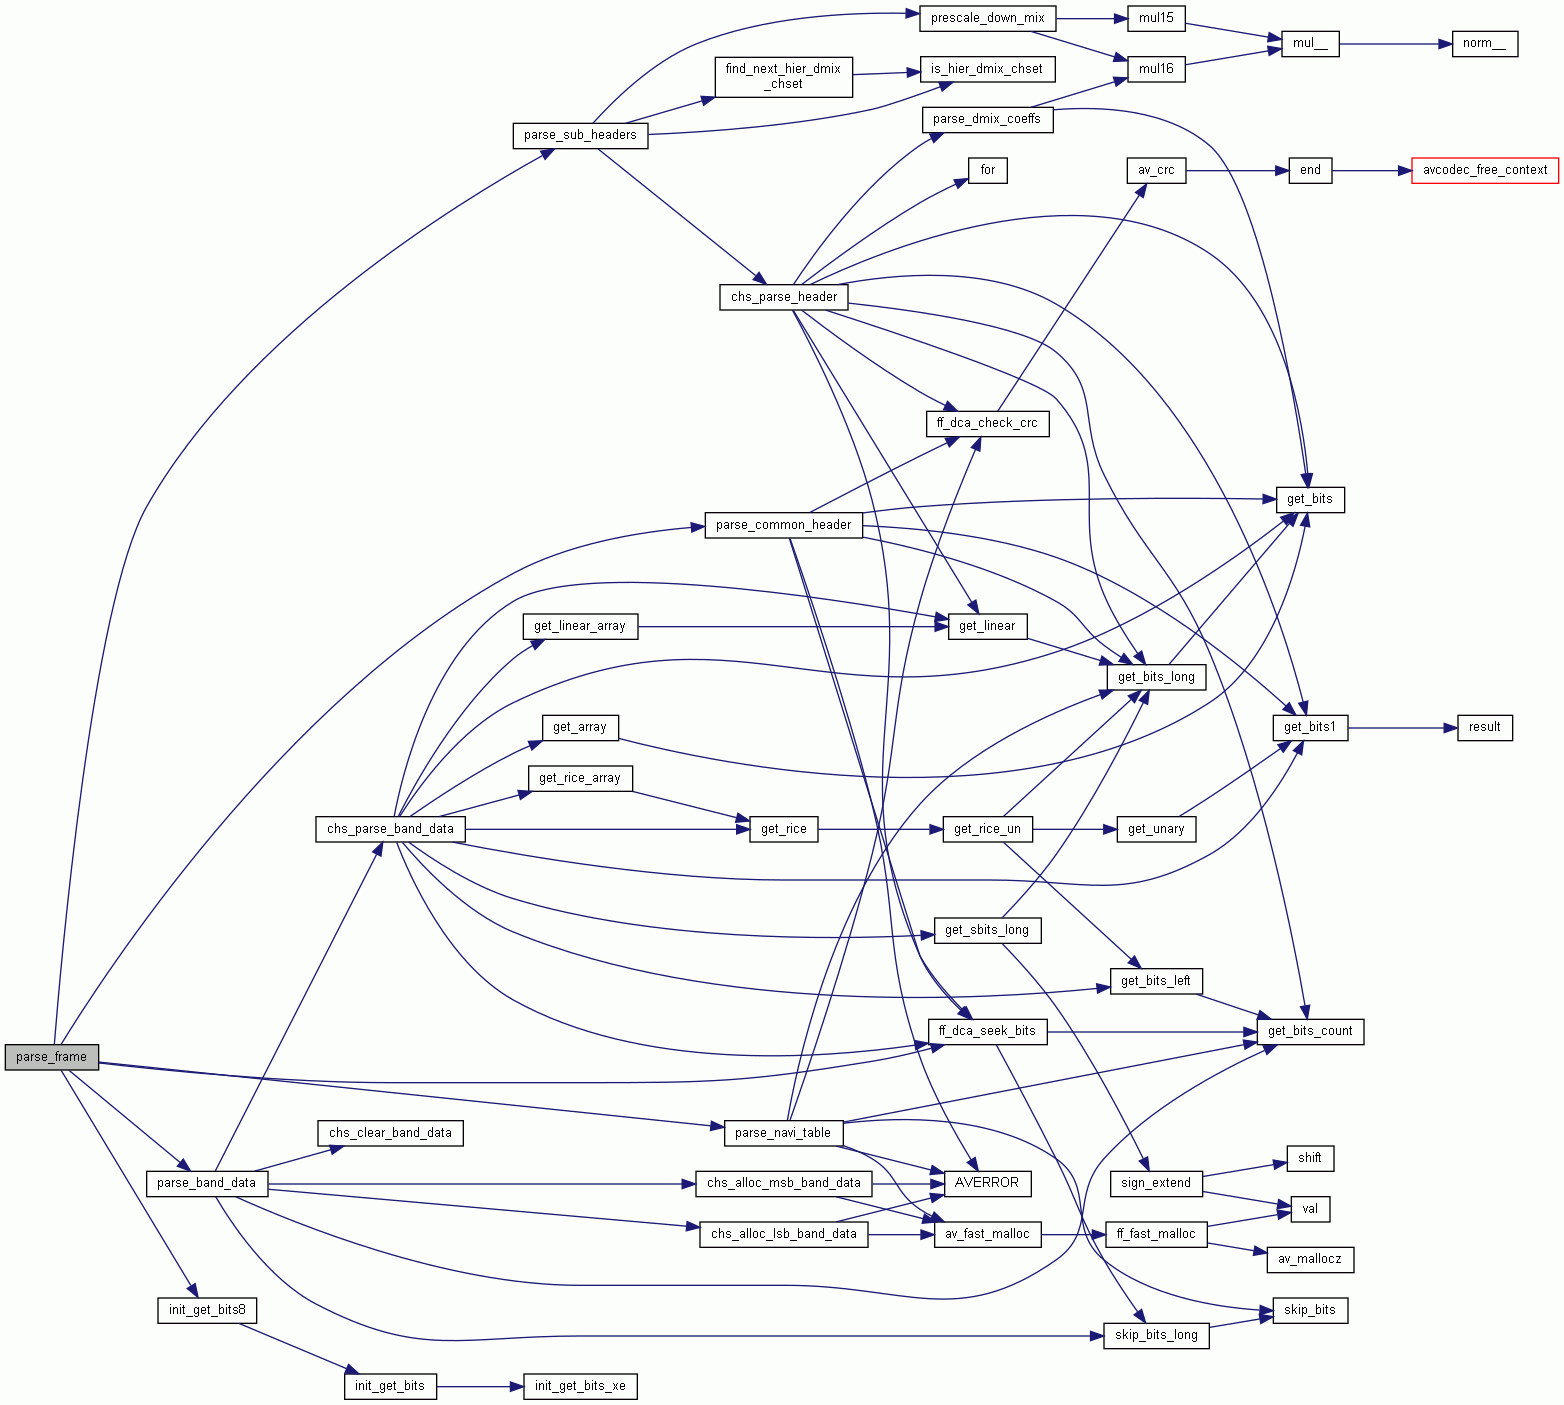 prescale_down_mix
mul15
mul__
norm__
find_next_hier_dmix
_chset
is_hier_dmix_chset
mul16
parse_sub_headers
parse_dmix_coeffs
for
av_crc
end
avcodec_free_context
chs_parse_header
ff_dca_check_crc
get_bits
parse_common_header
get_linear_array
get_linear
get_bits_long
get_array
get_bits1
result
get_rice_array
chs_parse_band_data
get_rice
get_rice_un
get_unary
get_sbits_long
get_bits_left
ff_dca_seek_bits
get_bits_count
parse_frame
chs_clear_band_data
parse_navi_table
shift
parse_band_data
chs_alloc_msb_band_data
AVERROR
sign_extend
val
chs_alloc_lsb_band_data
av_fast_malloc
ff_fast_malloc
av_mallocz
init_get_bits8
skip_bits
skip_bits_long
init_get_bits
init_get_bits_xe